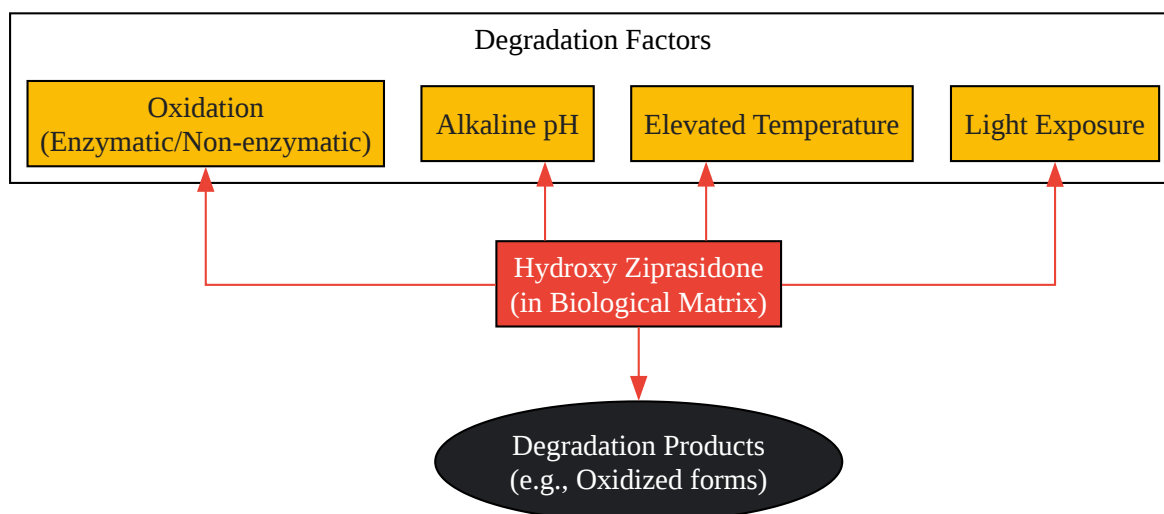 Degradation Factors
Oxidation
(Enzymatic/Non-enzymatic)
Alkaline pH
Elevated Temperature
Light Exposure
Hydroxy Ziprasidone
(in Biological Matrix)
Degradation Products
(e.g., Oxidized forms)